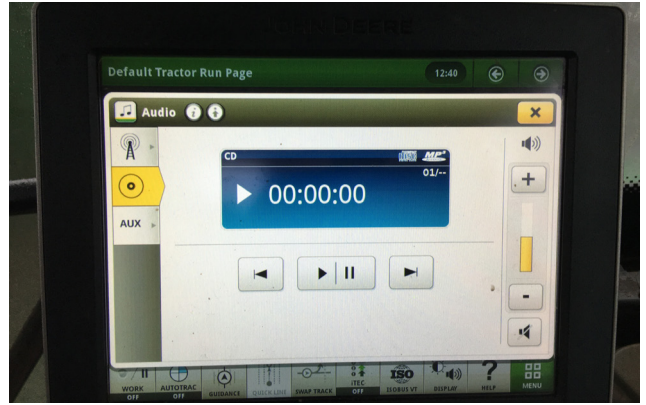 JOHN DEERE
Default Tractor Run Page
12:40
Audio
CD
MP3
01/--
00:00:00
AUX
WORK
OFF
AUTOTRAC
OFF
GUIDANCE
QUICK LINE
SWAP TRACK
iTEC
OFF
ISO
ISOBUS VT
DISPLAY
?
HELP
MENU